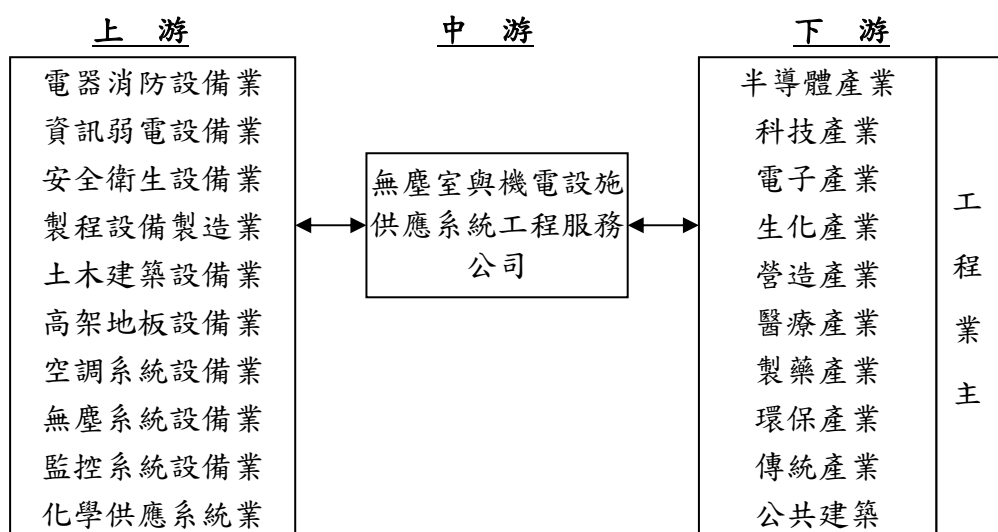 上 游
中 游
下 游
電器消防設備業
資訊弱電設備業
安全衛生設備業
製程設備製造業
土木建築設備業
高架地板設備業
空調系統設備業
無塵系統設備業
監控系統設備業
化學供應系統業
無塵室與機電設施
供應系統工程服務
公司
半導體產業
科技產業
電子產業
生化產業
營造產業
醫療產業
製藥產業
環保產業
傳統產業
公共建築
工
程
業
主